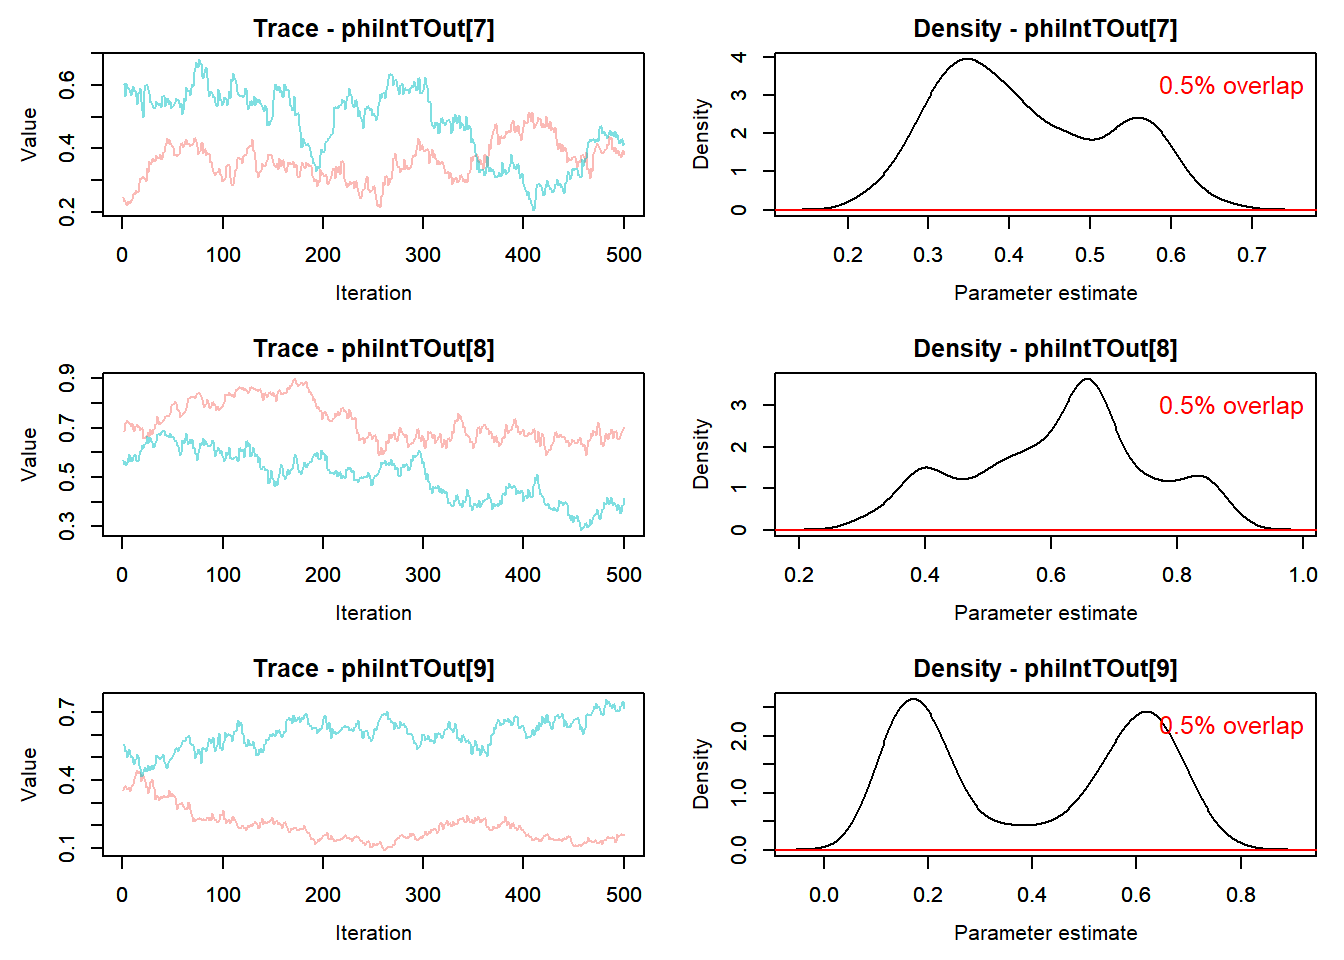 Trace - phiIntTOut[7]
Value
0.2 0.4 0.6
0 100 200 300 400 500
Iteration
Density - phiIntTOut[7]
0.5% overlap
Density
0 1 2 3 4
0.2 0.3 0.4 0.5 0.6 0.7
Parameter estimate
Trace - phiIntTOut[8]
Value
0.3 0.5 0.7 0.9
0 100 200 300 400 500
Iteration
Density - phiIntTOut[8]
0.5% overlap
Density
0 1 2 3
0.2 0.4 0.6 0.8 1.0
Parameter estimate
Trace - phiIntTOut[9]
Value
0.1 0.4 0.7
0 100 200 300 400 500
Iteration
Density - phiIntTOut[9]
0.5% overlap
Density
0.0 1.0 2.0
0.0 0.2 0.4 0.6 0.8
Parameter estimate